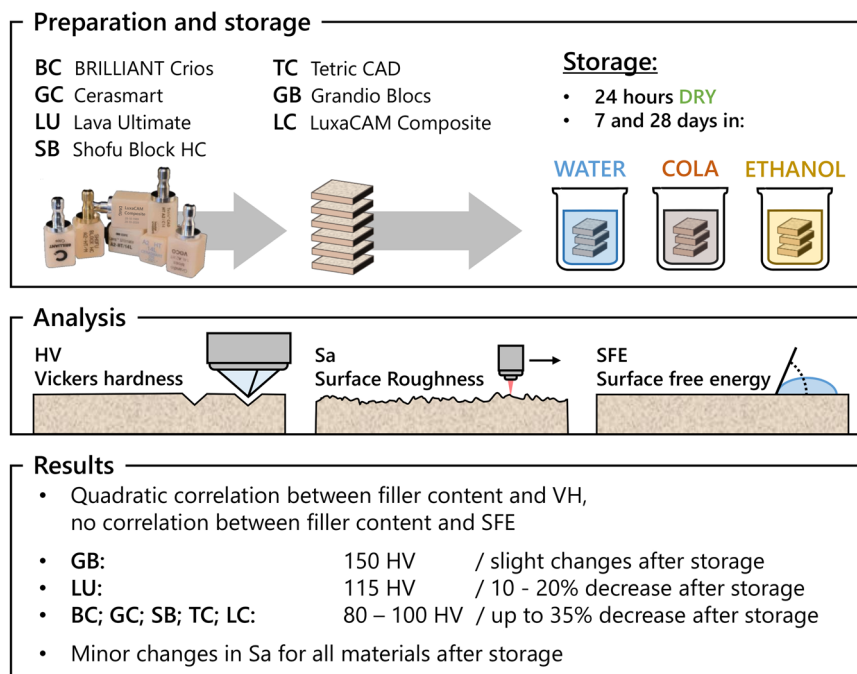 Preparation and storage
BC BRILLIANT Crios
GC Cerasmart
LU Lava Ultimate
SB Shofu Block HC
TC Tetric CAD
GB Grandio Blocs
LC LuxaCAM Composite
Storage:
• 24 hours DRY
• 7 and 28 days in:
WATER COLA ETHANOL
LuxaCam
Composite
Analysis
HV
Vickers hardness
Sa
Surface Roughness
SFE
Surface free energy
Results
• Quadratic correlation between filler content and VH,
no correlation between filler content and SFE
• GB: 150 HV / slight changes after storage
• LU: 115 HV / 10 - 20% decrease after storage
• BC; GC; SB; TC; LC: 80 – 100 HV / up to 35% decrease after storage
• Minor changes in Sa for all materials after storage